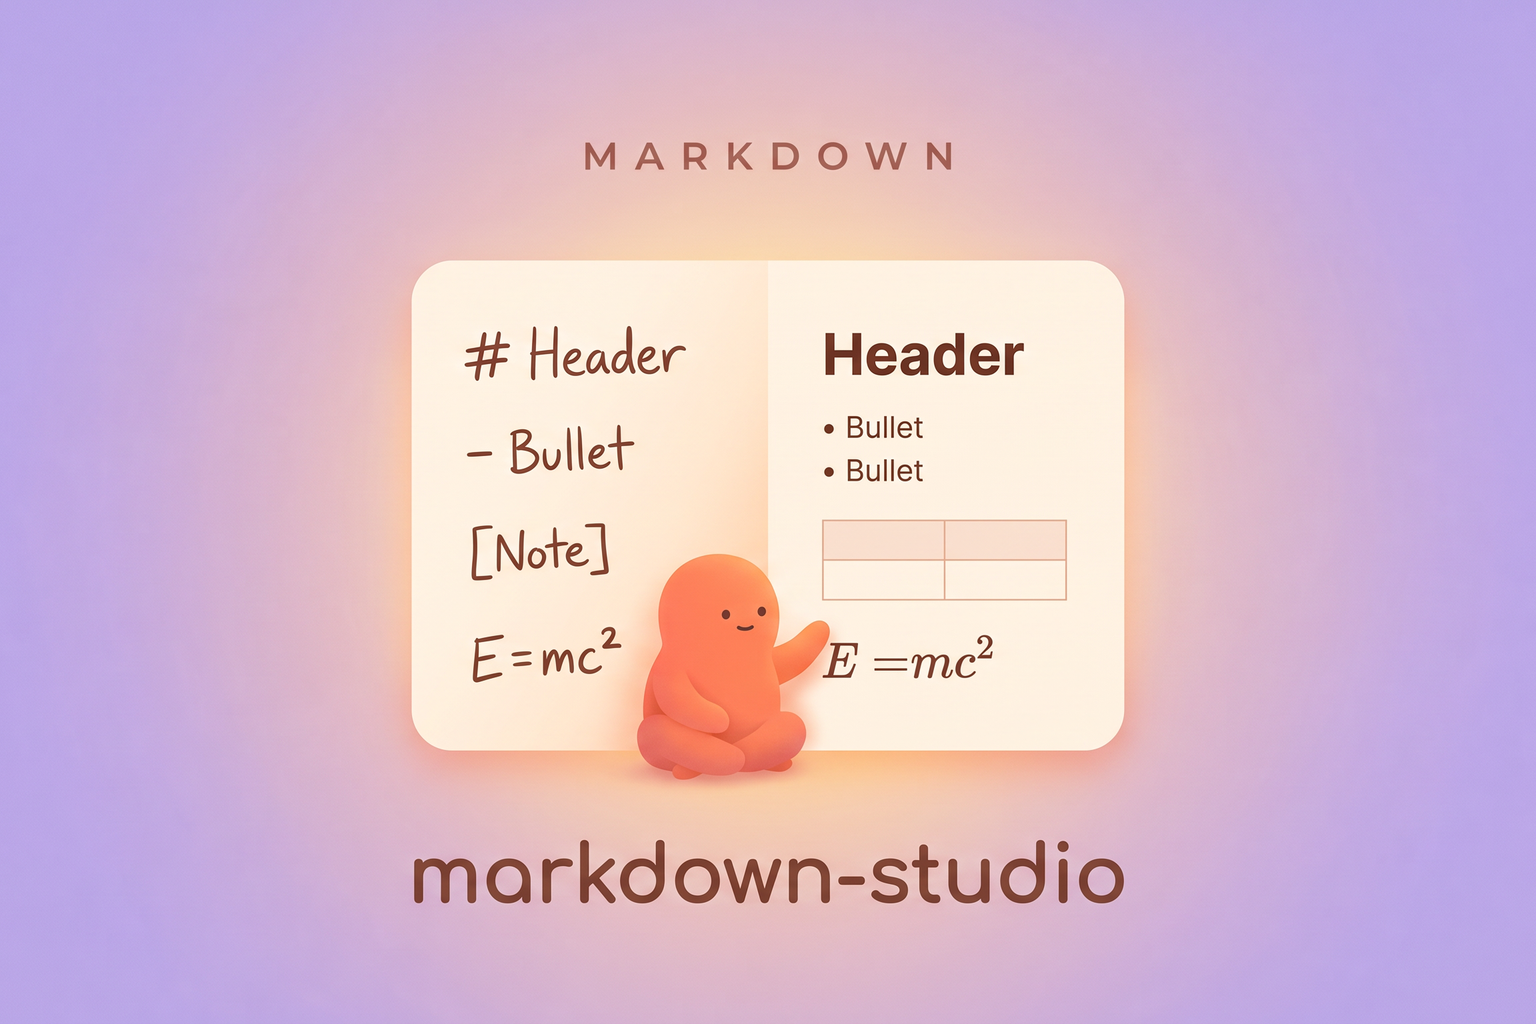 MARKDOWN
# Header
- Bullet
[Note]
E=mc²
Header
• Bullet
• Bullet
E =mc²
markdown-studio